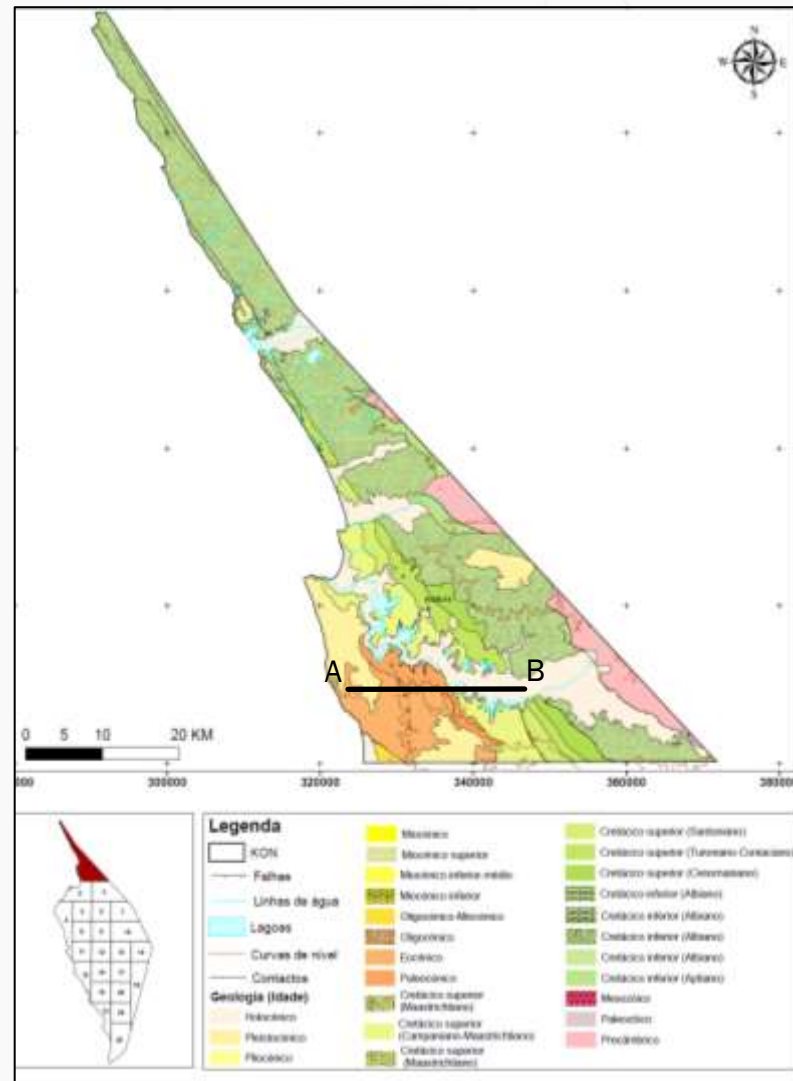 N
W E
S
A B
0 5 10 20 KM
300000 320000 340000 360000
Legenda
KON
Falhas
Linhas de água
Lagoas
Curvas de nível
Contactos
Geologia (Idade)
Holocénico
Pleistocénico
Pliocénico
Miocénico
Miocénico superior
Miocénico inferior-médio
Miocénico inferior
Oligocénico-Miocénico
Oligocénico
Eocénico
Paleocénico
Cretácico superior
(Maastrichtiano)
Cretácico superior
(Campaniano-Maastrichtiano)
Cretácico superior
(Maastrichtiano)
Cretácico superior (Santoniano)
Cretácico superior (Turoniano-Coniaciano)
Cretácico superior (Cenomaniano)
Cretácico inferior (Albiano)
Cretácico inferior (Albiano)
Cretácico inferior (Albiano)
Cretácico inferior (Albiano)
Cretácico inferior (Aptiano)
Mesozóico
Paleozóico
Precâmbrico